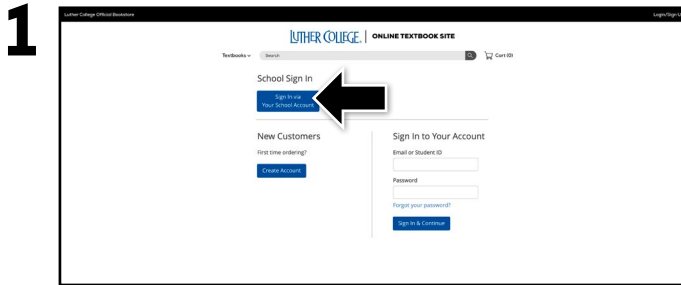 1
Luther College Official Bookstore
Login/Sign U
LUTHER COLLEGE. | ONLINE TEXTBOOK SITE
Textbooks
Search
Cart (0)
School Sign In
Sign In via
Your School Account
New Customers
First time ordering?
Create Account
Sign In to Your Account
Email or Student ID
Password
Forgot your password?
Sign In & Continue